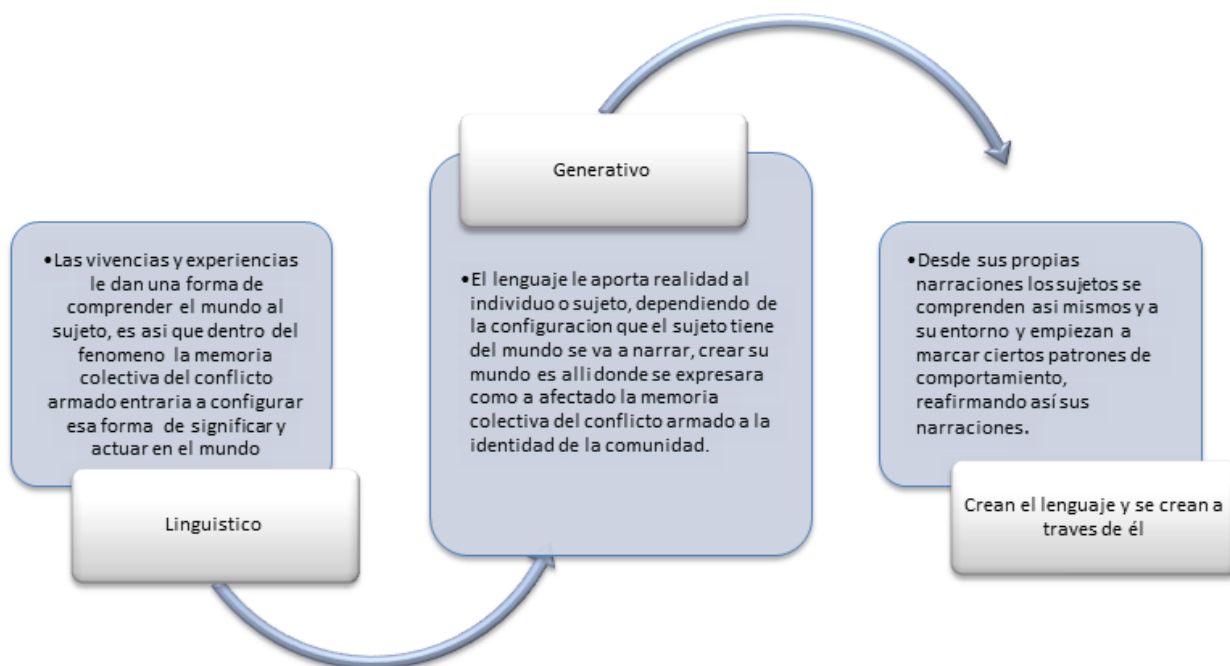 •Las vivencias y experiencias
le dan una forma de
comprender el mundo al
sujeto, es asi que dentro del
fenomeno la memoria
colectiva del conflicto
armado entraria a configurar
esa forma de significar y
actuar en el mundo
Linguistico
Generativo
•El lenguaje le aporta realidad al
individuo o sujeto, dependiendo de
la configuracion que el sujeto tiene
del mundo se va a narrar, crear su
mundo es alli donde se expresara
como a afectado la memoria
colectiva del conflicto armado a la
identidad de la comunidad.
•Desde sus propias
narraciones los sujetos se
comprenden asi mismos y a
su entorno y empiezan a
marcar ciertos patrones de
comportamiento,
reafirmando así sus
narraciones.
Crean el lenguaje y se crean a
traves de él